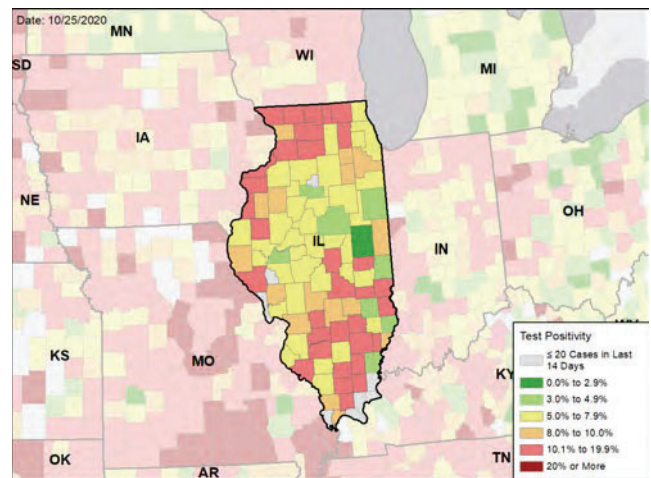 Date: 10/25/2020
MN
SD
WI
MI
IA
NE
IL
IN
OH
KS
MO
KY
OK
AR
TN
Test Positivity
≤ 20 Cases in Last
14 Days
0.0% to 2.9%
3.0% to 4.9%
5.0% to 7.9%
8.0% to 10.0%
10.1% to 19.9%
20% or More